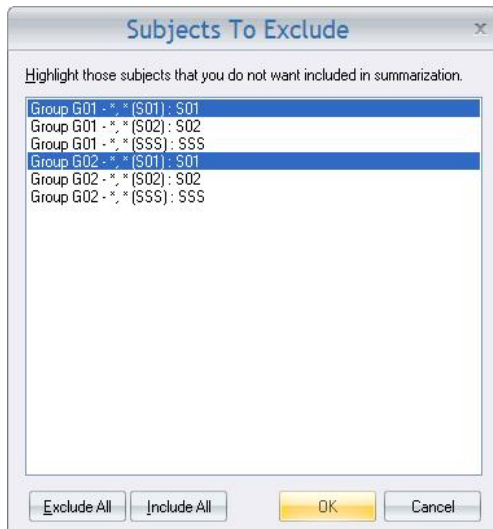 Subjects To Exclude
x
Highlight those subjects that you do not want included in summarization.
Group G01 - *, * (S01) : S01
Group G01 - *, * (S02) : S02
Group G01 - *, * (SSS) : SSS
Group G02 - *, * (S01) : S01
Group G02 - *, * (S02) : S02
Group G02 - *, * (SSS) : SSS
Exclude All Include All OK Cancel